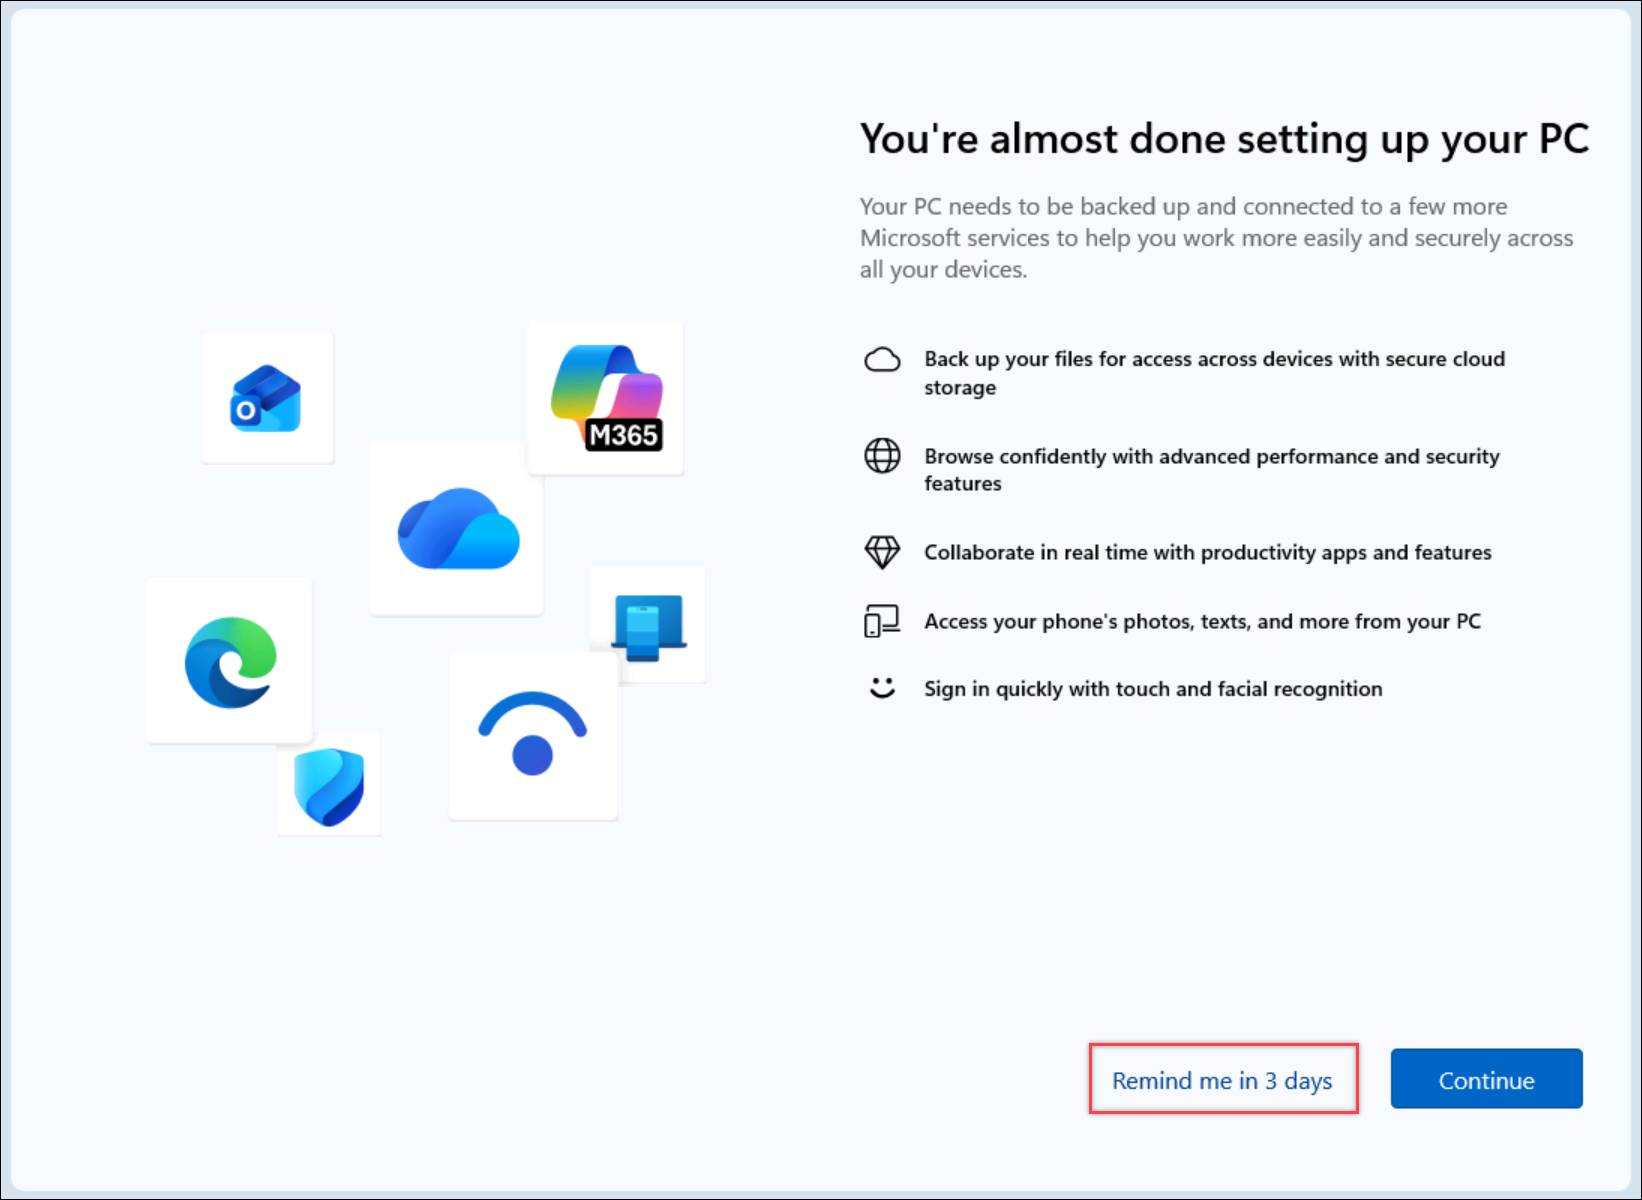 You're almost done setting up your PC
Your PC needs to be backed up and connected to a few more
Microsoft services to help you work more easily and securely across
all your devices.
M365
O
Back up your files for access across devices with secure cloud
storage
Browse confidently with advanced performance and security
features
Collaborate in real time with productivity apps and features
Access your phone's photos, texts, and more from your PC
Sign in quickly with touch and facial recognition
Remind me in 3 days
Continue